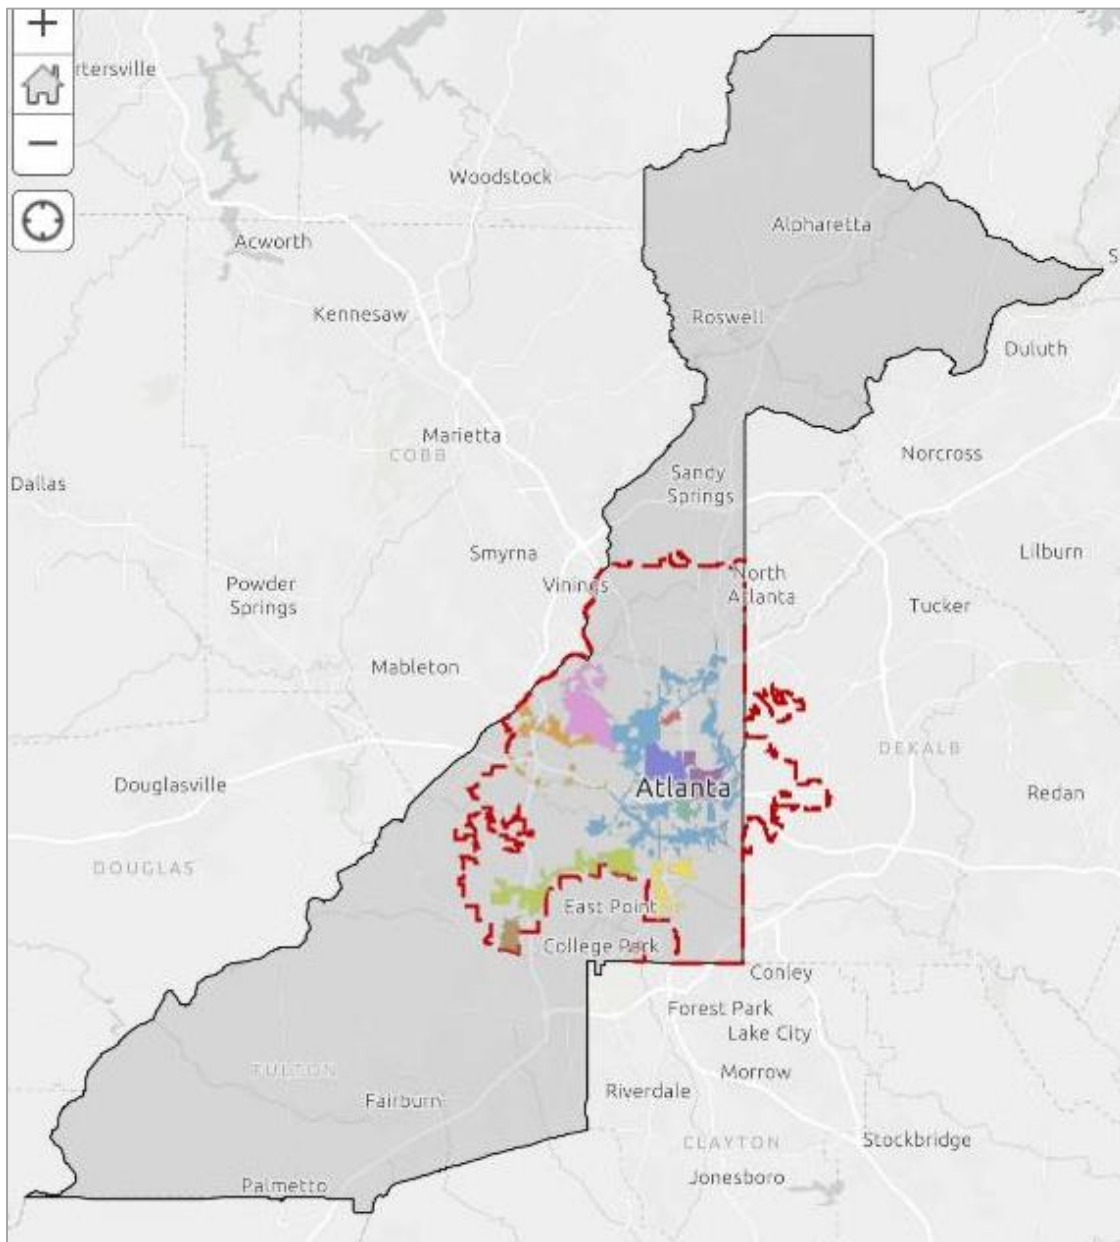 +
rtersville
−
Woodstock
Alpharetta
Acworth
S
Kennesaw
Roswell
Duluth
Marietta
COBB
Norcross
Sandy
Springs
Dallas
Smyrna
Lilburn
Vinings
North
Atlanta
Powder
Springs
Tucker
Mableton
DEKALB
Douglasville
Atlanta
Redan
DOUGLAS
East Point
College Park
Conley
Forest Park
Lake City
FULTON
Morrow
Fairburn
Riverdale
CLAYTON
Stockbridge
Palmetto
Jonesboro